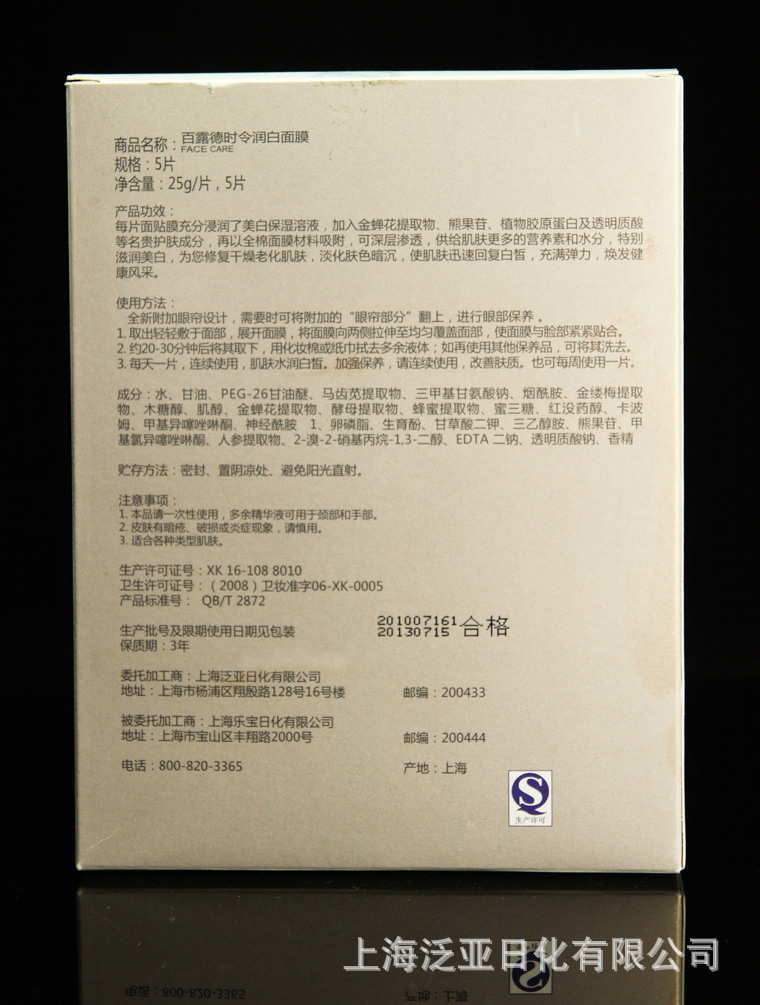 商品名称：百露德时令润白面膜
FACE CARE
规格：5片
净含量：25g/片，5片
产品功效：
每片面贴膜充分浸润了美白保湿溶液，加入金蝉花提取物、熊果苷、植物胶原蛋白及透明质酸
等名贵护肤成分，再以全棉面膜材料吸附，可深层渗透，供给肌肤更多的营养素和水分，特别
滋润美白，为您修复干燥老化肌肤，淡化肤色暗沉，使肌肤迅速回复白皙，充满弹力，焕发健
康风采。
使用方法：
全新附加眼帘设计，需要时可将附加的“眼帘部分”翻上，进行眼部保养。
1. 取出轻轻敷于面部，展开面膜，将面膜向两侧拉伸至均匀覆盖面部，使面膜与脸部紧紧贴合。
2. 约20-30分钟后将其取下，用化妆棉或纸巾拭去多余液体；如再使用其他保养品，可将其洗去。
3. 每天一片，连续使用，肌肤水润白皙。加强保养，请连续使用，改善肤质。也可每周使用一片。
成分：水、甘油、PEG-26甘油醚、马齿苋提取物、三甲基甘氨酸钠、烟酰胺、金缕梅提取
物、木糖醇、肌醇、金蝉花提取物、酵母提取物、蜂蜜提取物、蜜三糖、红没药醇、卡波
姆、甲基异噻唑啉酮、神经酰胺 1、卵磷脂、生育酚、甘草酸二钾、三乙醇胺、熊果苷、甲
基氯异噻唑啉酮、人参提取物、2-溴-2-硝基丙烷-1,3-二醇、EDTA 二钠、透明质酸钠、香精
贮存方法：密封、置阴凉处、避免阳光直射。
注意事项：
1. 本品请一次性使用，多余精华液可用于颈部和手部。
2. 皮肤有暗疮、破损或炎症现象，请慎用。
3. 适合各种类型肌肤。
生产许可证号：XK 16-108 8010
卫生许可证号：（2008）卫妆准字06-XK-0005
产品标准号： QB/T 2872
生产批号及限期使用日期见包装
保质期：3年
201007161
20130715 合格
委托加工商：上海泛亚日化有限公司
地址：上海市杨浦区翔殷路128号16号楼 邮编：200433
被委托加工商：上海乐宝日化有限公司
地址：上海市宝山区丰翔路2000号 邮编：200444
电话：800-820-3365 产地：上海
生产许可
上海泛亚日化有限公司